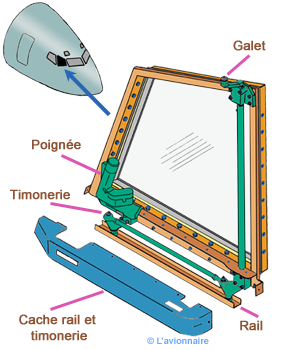 Galet
Poignée
Timonerie
Rail
Cache rail et
timonerie
© L'avionnaire